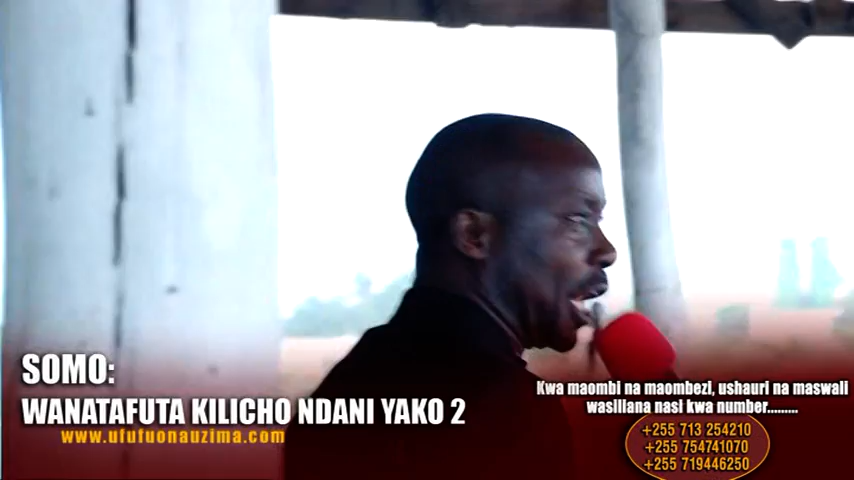 SOMO:
WANATAFUTA KILICHO NDANI YAKO 2
www.ufufuonauzima.com
Kwa maombi na maombezi, ushauri na maswali
wasiliana nasi kwa number.........
+255 713 254210
+255 754741070
+255 719446250